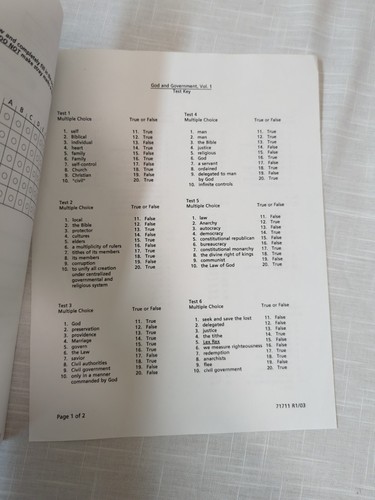 God and Government, Vol. 1
Test Key
Test 1
Multiple Choice True or False
1. self 11. True
2. Biblical 12. True
3. individual 13. False
4. heart 14. False
5. family 15. False
6. Family 16. True
7. self-control 17. True
8. Church 18. True
9. Christian 19. False
10. "civil" 20. True
Test 2
Multiple Choice True or False
1. local 11. False
2. the Bible 12. True
3. protector 13. False
4. cultures 14. False
5. elders 15. True
6. a multiplicity of rulers 16. False
7. tithes of its members 17. True
8. its members 18. True
9. corruption 19. False
10. to unify all creation 20. True
under centralized
governmental and
religious system
Test 3
Multiple Choice True or False
1. God 11. True
2. preservation 12. False
3. providence 13. True
4. Marriage 14. True
5. govern 15. True
6. the Law 16. True
7. savior 17. True
8. Civil authorities 18. False
9. Civil government 19. True
10. only in a manner 20. False
commanded by God
Test 4
Multiple Choice True or False
1. man 11. True
2. man 12. True
3. the Bible 13. True
4. justice 14. False
5. religious 15. False
6. God 16. True
7. a servant 17. False
8. ordained 18. True
9. delegated to man 19. False
by God 20. True
10. infinite controls
Test 5
Multiple Choice True or False
1. law 11. False
2. Anarchy 12. True
3. autocracy 13. False
4. democracy 14. True
5. constitutional republican 15. True
6. bureaucracy 16. False
7. constitutional monarchy 17. True
8. the divine right of kings 18. True
9. communist 19. False
10. the Law of God 20. True
Test 6
Multiple Choice True or False
1. seek and save the lost 11. False
2. delegated 12. False
3. justice 13. True
4. the tithe 14. True
5. Lex Rex 15. False
6. we measure righteousness 16. False
7. redemption 17. True
8. anarchists 18. True
9. flee 19. False
10. civil government 20. True
Page 1 of 2
71711 R1/03